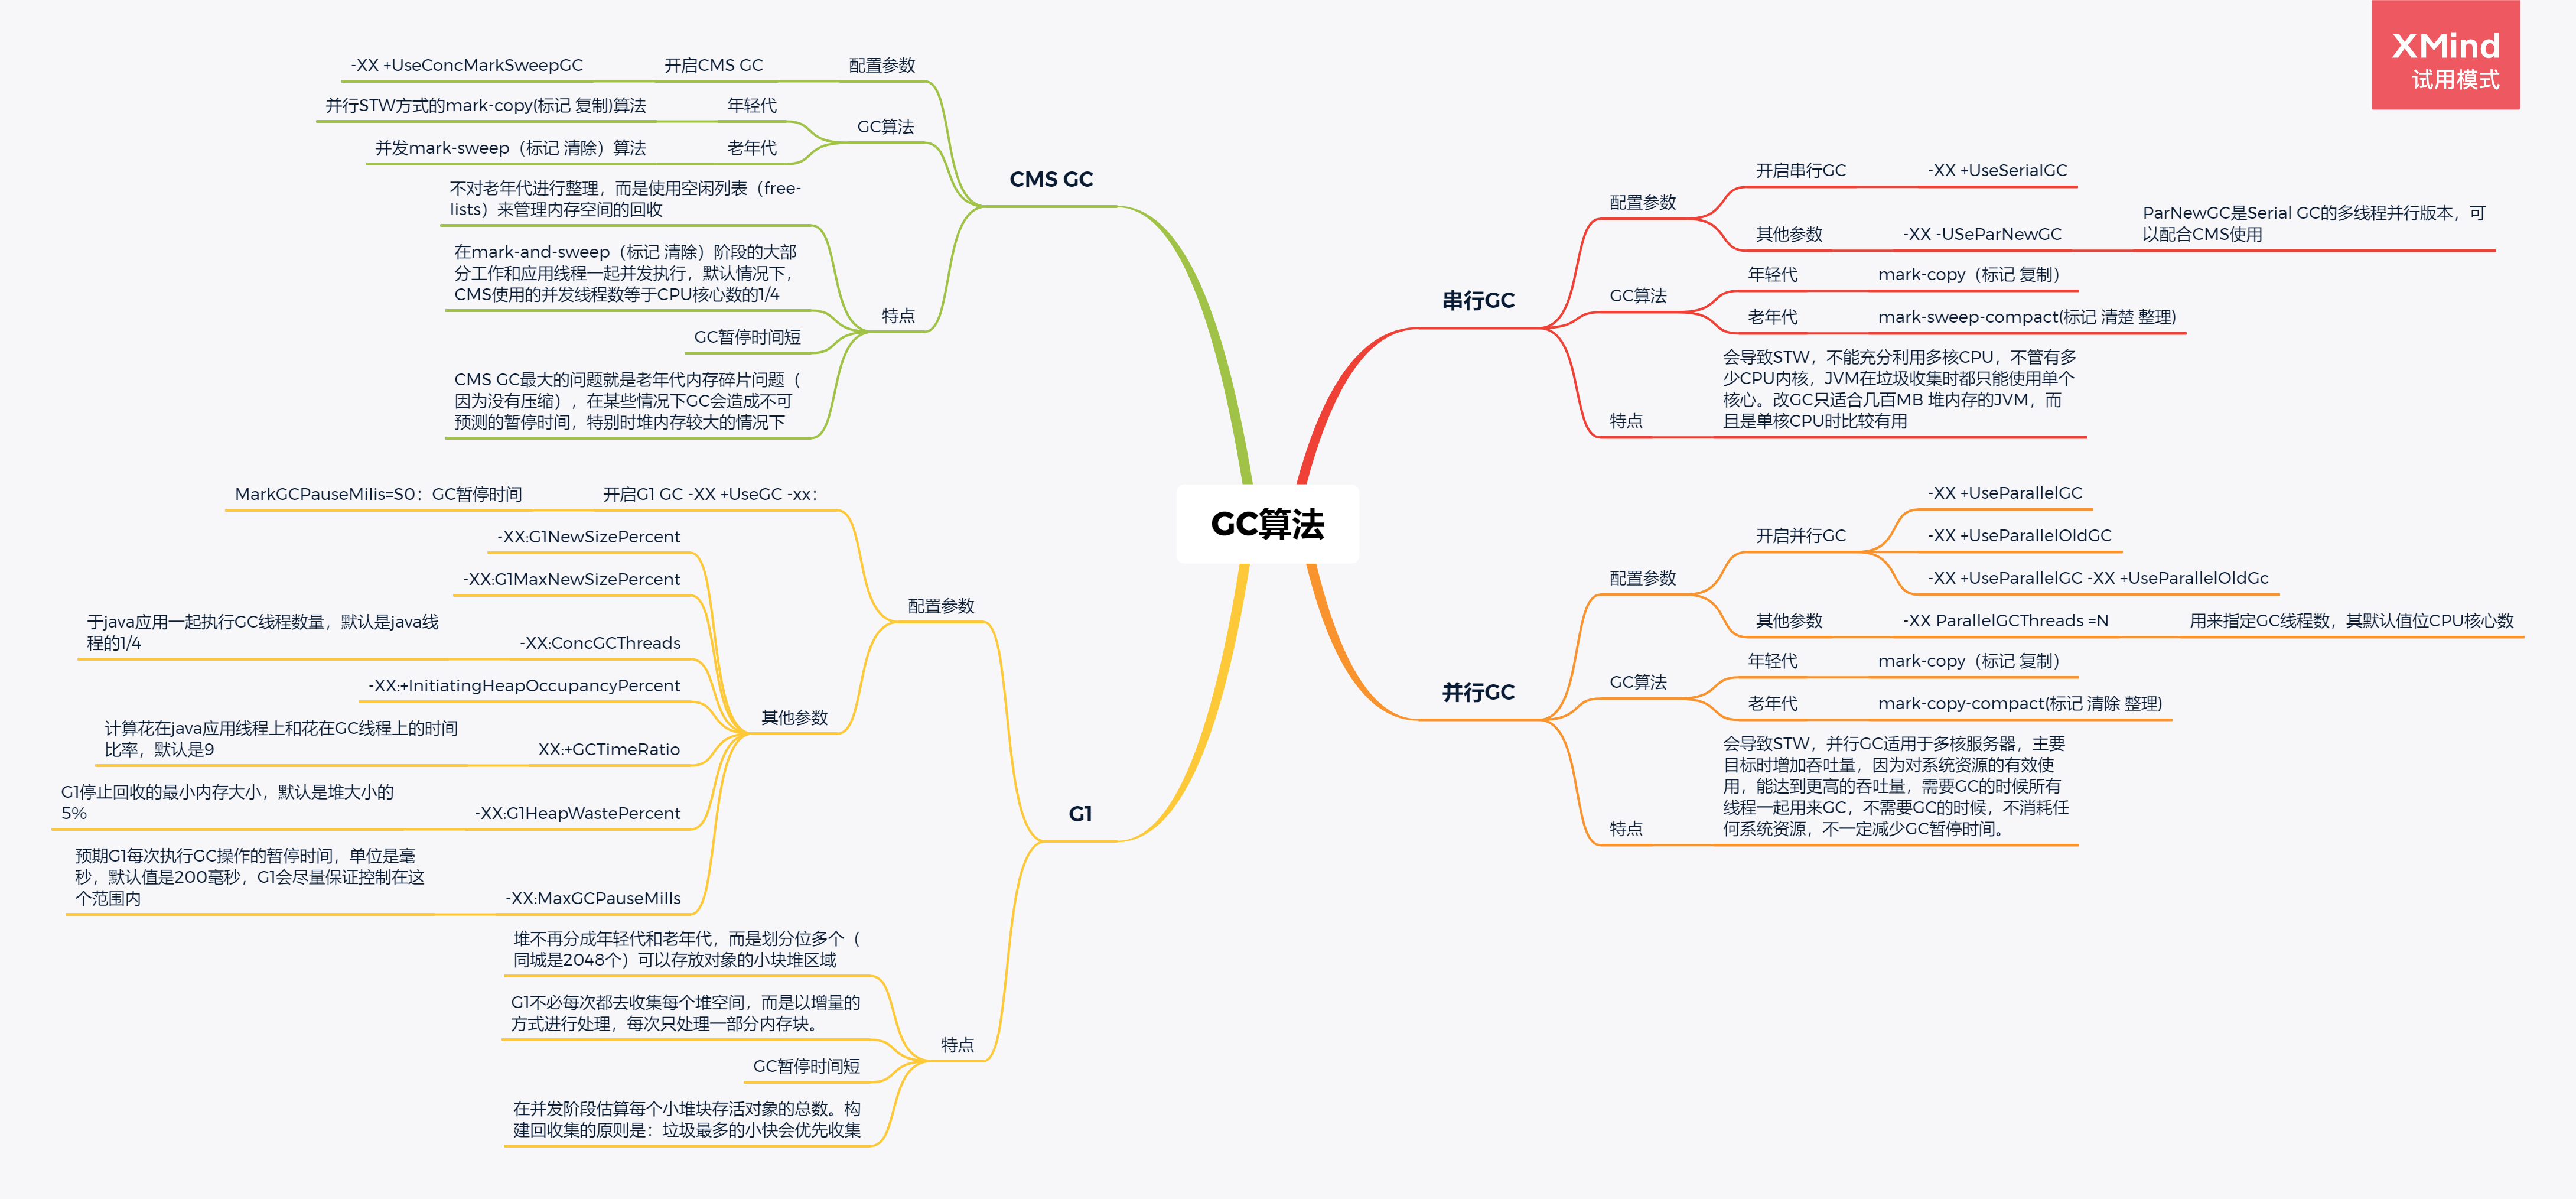 XMind
试用模式
GC算法
CMS GC
配置参数
开启CMS GC
-XX +UseConcMarkSweepGC
GC算法
年轻代
并行STW方式的mark-copy(标记 复制)算法
老年代
并发mark-sweep（标记 清除）算法
特点
不对老年代进行整理，而是使用空闲列表（free-
lists）来管理内存空间的回收
在mark-and-sweep（标记 清除）阶段的大部
分工作和应用线程一起并发执行，默认情况下，
CMS使用的并发线程数等于CPU核心数的1/4
GC暂停时间短
CMS GC最大的问题就是老年代内存碎片问题（
因为没有压缩），在某些情况下GC会造成不可
预测的暂停时间，特别时堆内存较大的情况下
G1
配置参数
开启G1 GC -XX +UseGC -xx：
MarkGCPauseMilis=S0：GC暂停时间
其他参数
-XX:G1NewSizePercent
-XX:G1MaxNewSizePercent
-XX:ConcGCThreads
于java应用一起执行GC线程数量，默认是java线
程的1/4
-XX:+InitiatingHeapOccupancyPercent
XX:+GCTimeRatio
计算花在java应用线程上和花在GC线程上的时间
比率，默认是9
-XX:G1HeapWastePercent
G1停止回收的最小内存大小，默认是堆大小的
5%
-XX:MaxGCPauseMills
预期G1每次执行GC操作的暂停时间，单位是毫
秒，默认值是200毫秒，G1会尽量保证控制在这
个范围内
特点
堆不再分成年轻代和老年代，而是划分位多个（
同城是2048个）可以存放对象的小块堆区域
G1不必每次都去收集每个堆空间，而是以增量的
方式进行处理，每次只处理一部分内存块。
GC暂停时间短
在并发阶段估算每个小堆块存活对象的总数。构
建回收集的原则是：垃圾最多的小快会优先收集
串行GC
配置参数
开启串行GC
-XX +UseSerialGC
其他参数
-XX -USeParNewGC
ParNewGC是Serial GC的多线程并行版本，可
以配合CMS使用
GC算法
年轻代
mark-copy（标记 复制）
老年代
mark-sweep-compact(标记 清楚 整理)
特点
会导致STW，不能充分利用多核CPU，不管有多
少CPU内核，JVM在垃圾收集时都只能使用单个
核心。改GC只适合几百MB 堆内存的JVM，而
且是单核CPU时比较有用
并行GC
配置参数
开启并行GC
-XX +UseParallelGC
-XX +UseParallelOldGC
-XX +UseParallelGC -XX +UseParallelOldGc
其他参数
-XX ParallelGCThreads =N
用来指定GC线程数，其默认值位CPU核心数
GC算法
年轻代
mark-copy（标记 复制）
老年代
mark-copy-compact(标记 清除 整理)
特点
会导致STW，并行GC适用于多核服务器，主要
目标时增加吞吐量，因为对系统资源的有效使
用，能达到更高的吞吐量，需要GC的时候所有
线程一起用来GC，不需要GC的时候，不消耗任
何系统资源，不一定减少GC暂停时间。